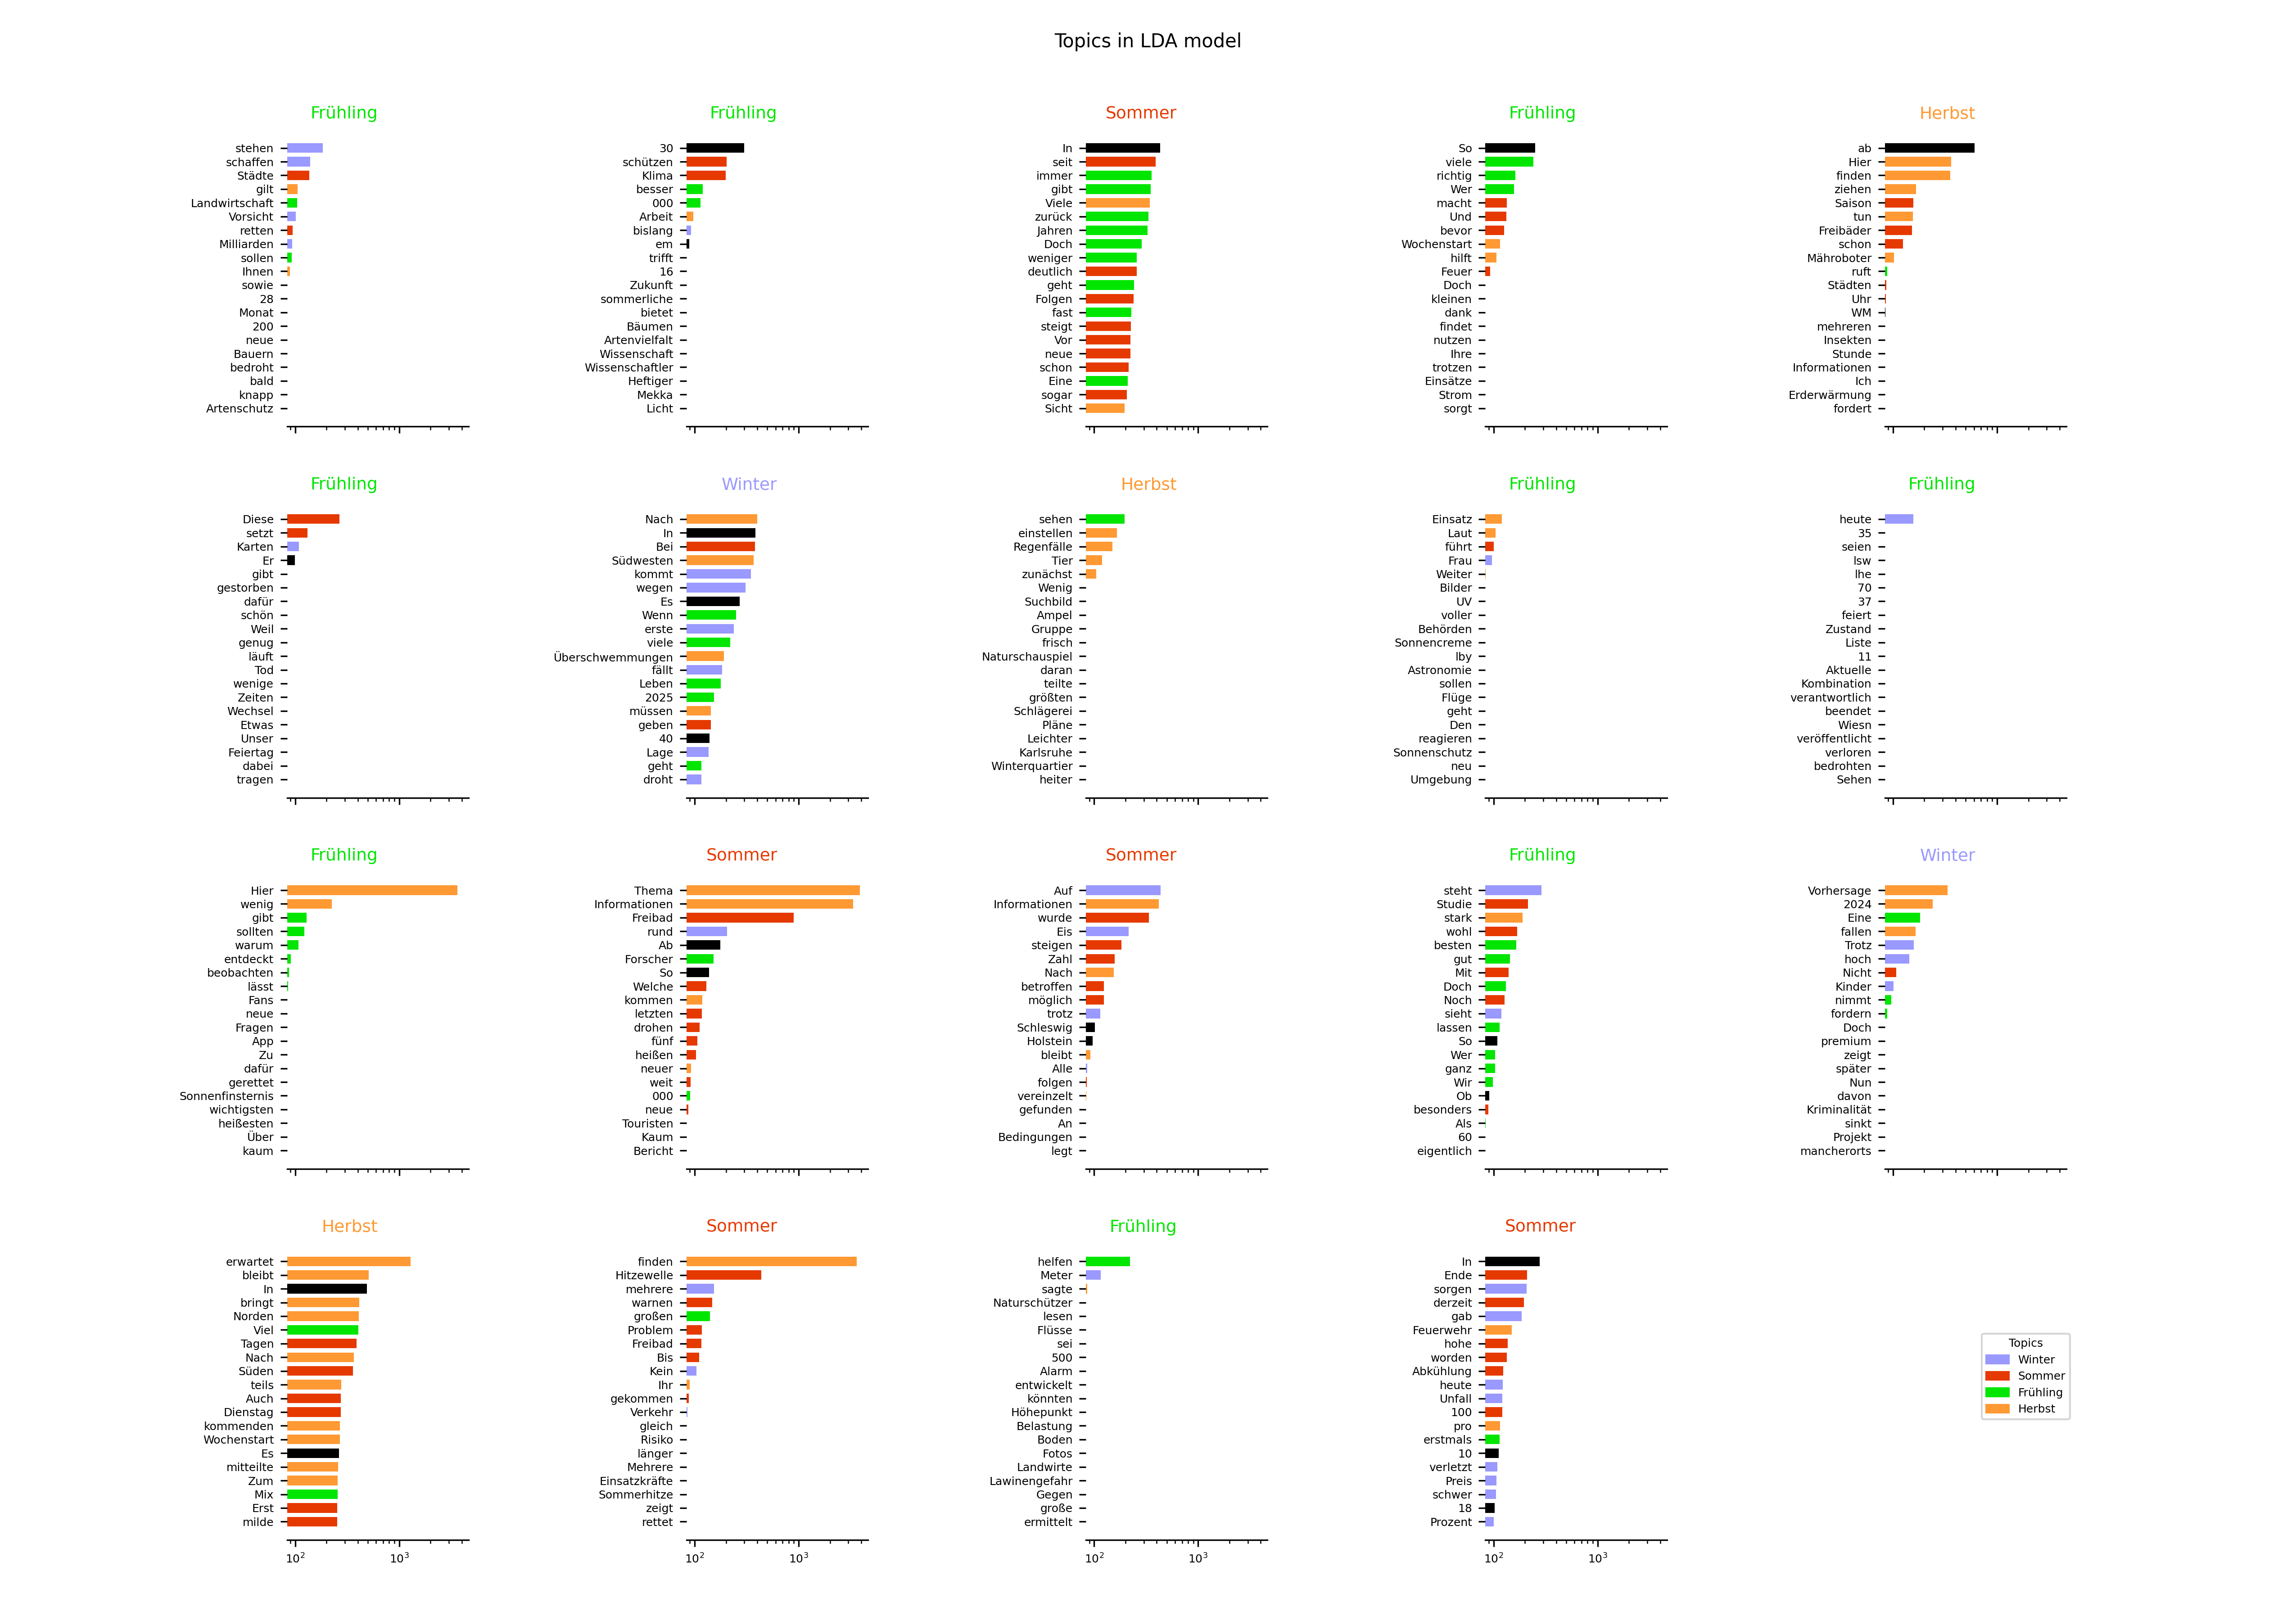 Topics in LDA model
Frühling
stehen
schaffen
Städte
gilt
Landwirtschaft
Vorsicht
retten
Milliarden
sollen
Ihnen
sowie
28
Monat
200
neue
Bauern
bedroht
bald
knapp
Artenschutz
Frühling
30
schützen
Klima
besser
000
Arbeit
bislang
em
trifft
16
Zukunft
sommerliche
bietet
Bäumen
Artenvielfalt
Wissenschaft
Wissenschaftler
Heftiger
Mekka
Licht
Sommer
In
seit
immer
gibt
Viele
zurück
Jahren
Doch
weniger
deutlich
geht
Folgen
fast
steigt
Vor
neue
schon
Eine
sogar
Sicht
Frühling
So
viele
richtig
Wer
macht
Und
bevor
Wochenstart
hilft
Feuer
Doch
kleinen
dank
findet
nutzen
Ihre
trotzen
Einsätze
Strom
sorgt
Herbst
ab
Hier
finden
ziehen
Saison
tun
Freibäder
schon
Mähroboter
ruft
Städten
Uhr
WM
mehreren
Insekten
Stunde
Informationen
Ich
Erderwärmung
fordert
Frühling
Diese
setzt
Karten
Er
gibt
gestorben
dafür
schön
Weil
genug
läuft
Tod
wenige
Zeiten
Wechsel
Etwas
Unser
Feiertag
dabei
tragen
Winter
Nach
In
Bei
Südwesten
kommt
wegen
Es
Wenn
erste
viele
Überschwemmungen
fällt
Leben
2025
müssen
geben
40
Lage
geht
droht
Herbst
sehen
einstellen
Regenfälle
Tier
zunächst
Wenig
Suchbild
Ampel
Gruppe
frisch
Naturschauspiel
daran
teilte
größten
Schlägerei
Pläne
Leichter
Karlsruhe
Winterquartier
heiter
Frühling
Einsatz
Laut
führt
Frau
Weiter
Bilder
UV
voller
Behörden
Sonnencreme
lby
Astronomie
sollen
Flüge
geht
Den
reagieren
Sonnenschutz
neu
Umgebung
Frühling
heute
35
seien
lsw
lhe
70
37
feiert
Zustand
Liste
11
Aktuelle
Kombination
verantwortlich
beendet
Wiesn
veröffentlicht
verloren
bedrohten
Sehen
Frühling
Hier
wenig
gibt
sollten
warum
entdeckt
beobachten
lässt
Fans
neue
Fragen
App
Zu
dafür
gerettet
Sonnenfinsternis
wichtigsten
heißesten
Über
kaum
Sommer
Thema
Informationen
Freibad
rund
Ab
Forscher
So
Welche
kommen
letzten
drohen
fünf
heißen
neuer
weit
000
neue
Touristen
Kaum
Bericht
Sommer
Auf
Informationen
wurde
Eis
steigen
Zahl
Nach
betroffen
möglich
trotz
Schleswig
Holstein
bleibt
Alle
folgen
vereinzelt
gefunden
An
Bedingungen
legt
Frühling
steht
Studie
stark
wohl
besten
gut
Mit
Doch
Noch
sieht
lassen
So
Wer
ganz
Wir
Ob
besonders
Als
60
eigentlich
Winter
Vorhersage
2024
Eine
fallen
Trotz
hoch
Nicht
Kinder
nimmt
fordern
Doch
premium
zeigt
später
Nun
davon
Kriminalität
sinkt
Projekt
mancherorts
Herbst
erwartet
bleibt
In
bringt
Norden
Viel
Tagen
Nach
Süden
teils
Auch
Dienstag
kommenden
Wochenstart
Es
mitteilte
Zum
Mix
Erst
milde
10² 10³
Sommer
finden
Hitzewelle
mehrere
warnen
großen
Problem
Freibad
Bis
Kein
Ihr
gekommen
Verkehr
gleich
Risiko
länger
Mehrere
Einsatzkräfte
Sommerhitze
zeigt
rettet
10² 10³
Frühling
helfen
Meter
sagte
Naturschützer
lesen
Flüsse
sei
500
Alarm
entwickelt
könnten
Höhepunkt
Belastung
Boden
Fotos
Landwirte
Lawinengefahr
Gegen
große
ermittelt
10² 10³
Sommer
In
Ende
sorgen
derzeit
gab
Feuerwehr
hohe
worden
Abkühlung
heute
Unfall
100
pro
erstmals
10
verletzt
Preis
schwer
18
Prozent
10² 10³
Topics
Winter
Sommer
Frühling
Herbst